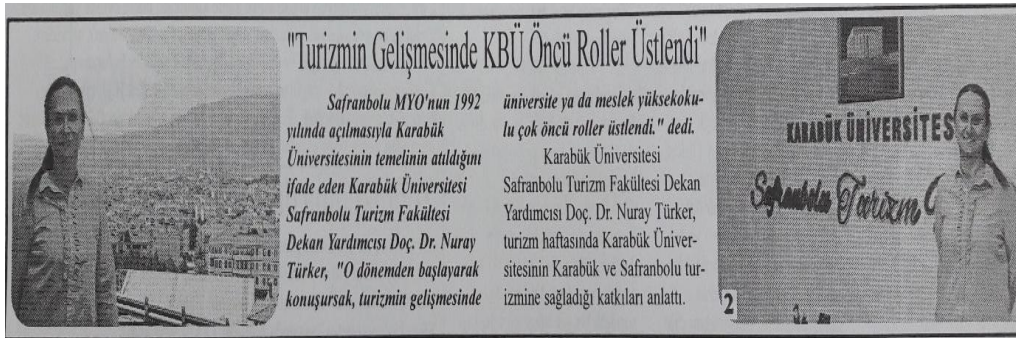 "Turizmin Gelişmesinde KBÜ Öncü Roller Üstlendi"
Safranbolu MYO'nun 1992
yılında açılmasıyla Karabük
Üniversitesinin temelinin atıldığını
ifade eden Karabük Üniversitesi
Safranbolu Turizm Fakültesi
Dekan Yardımcısı Doç. Dr. Nuray
Türker, "O dönemden başlayarak
konuşursak, turizmin gelişmesinde
üniversite ya da meslek yüksekoku-
lu çok öncü roller üstlendi." dedi.
Karabük Üniversitesi
Safranbolu Turizm Fakültesi Dekan
Yardımcısı Doç. Dr. Nuray Türker,
turizm haftasında Karabük Üniver-
sitesinin Karabük ve Safranbolu tur-
izmine sağladığı katkıları anlattı.
KARABÜK ÜNİVERSİTES
Safranbolu Turizm
2